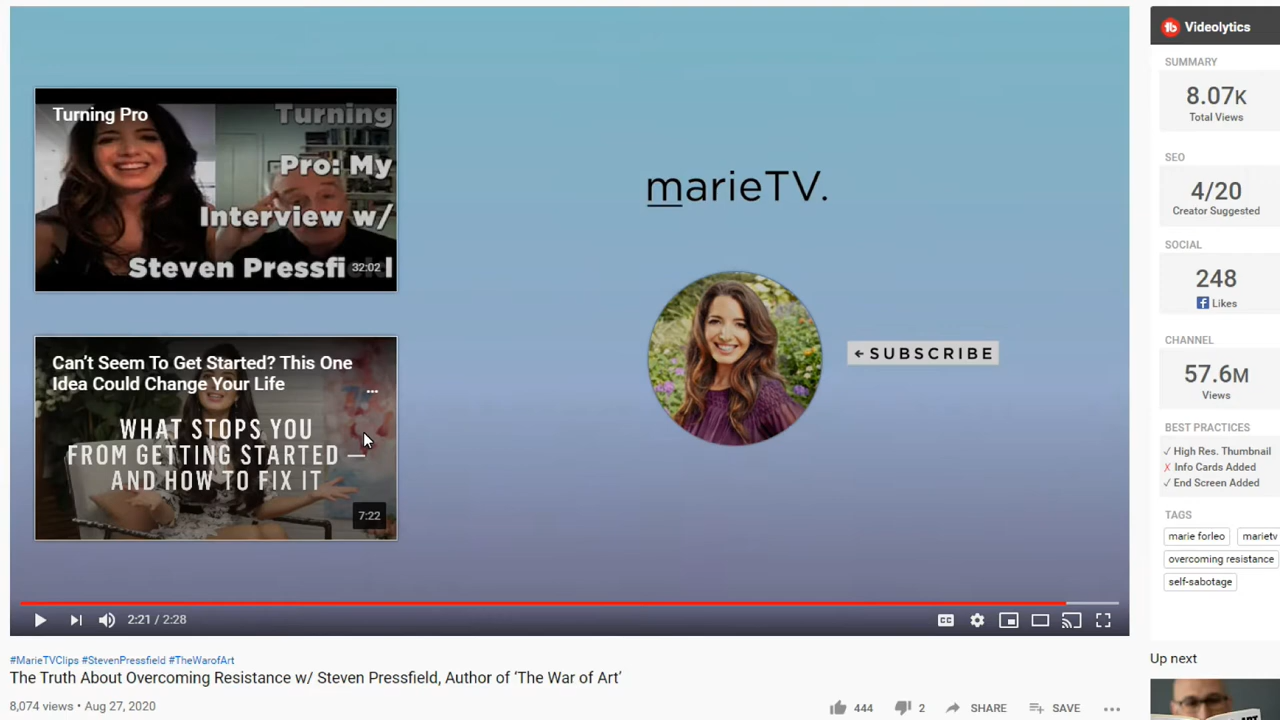 Turning Pro
Turning
Pro: My
Interview w/
Steven Pressfi l
32:02
Can't Seem To Get Started? This One
Idea Could Change Your Life
...
WHAT STOPS YOU
FROM GETTING STARTED —
AND HOW TO FIX IT
7:22
marieTV.
← SUBSCRIBE
2:21 / 2:28
CC
#MarieTVClips #StevenPressfield #TheWarofArt
The Truth About Overcoming Resistance w/ Steven Pressfield, Author of 'The War of Art'
8,074 views • Aug 27, 2020
444
2
SHARE
SAVE
...
tb Videolytics
SUMMARY
8.07K
Total Views
SEO
4/20
Creator Suggested
SOCIAL
248
f Likes
CHANNEL
57.6M
Views
BEST PRACTICES
✓ High Res. Thumbnail
✗ Info Cards Added
✓ End Screen Added
TAGS
marie forleo marietv
overcoming resistance
self-sabotage
Up next